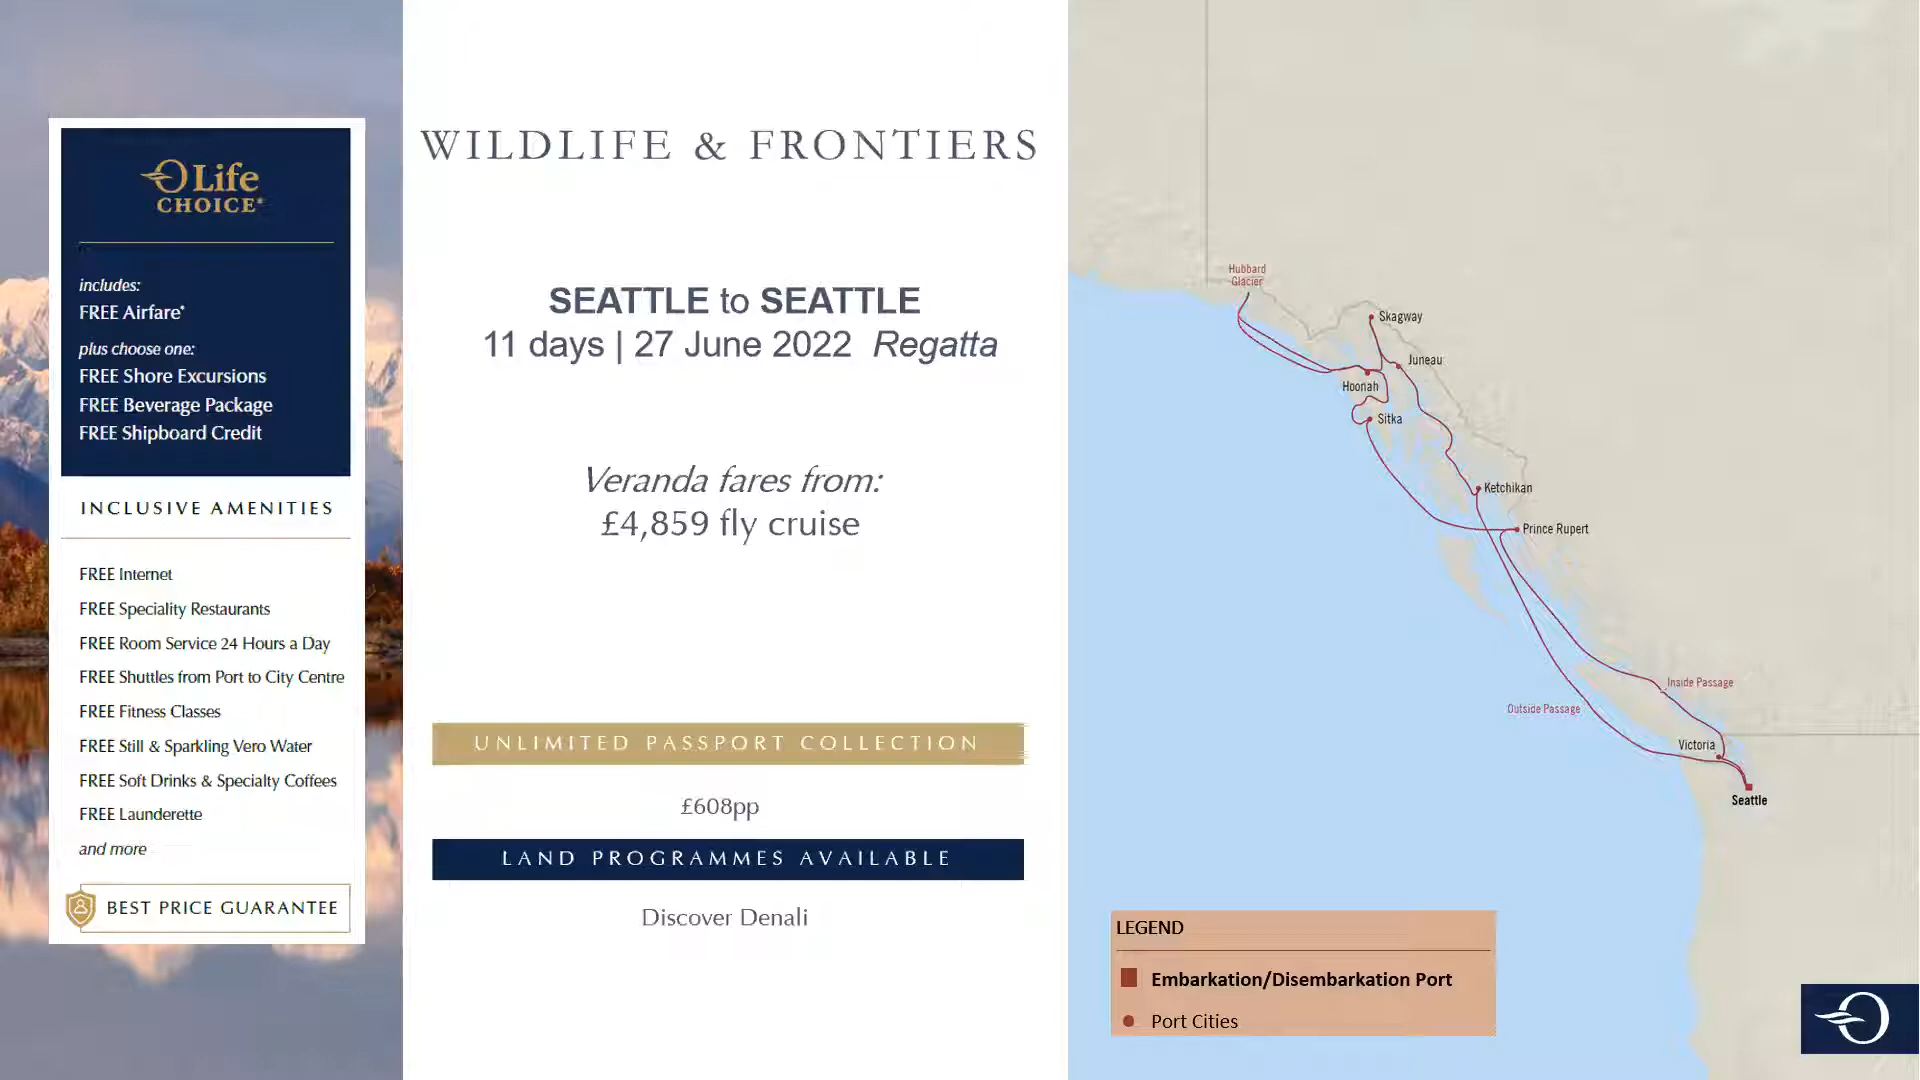 Life
CHOICE*
includes:
FREE Airfare*
plus choose one:
FREE Shore Excursions
FREE Beverage Package
FREE Shipboard Credit
INCLUSIVE AMENITIES
FREE Internet
FREE Speciality Restaurants
FREE Room Service 24 Hours a Day
FREE Shuttles from Port to City Centre
FREE Fitness Classes
FREE Still & Sparkling Vero Water
FREE Soft Drinks & Specialty Coffees
FREE Launderette
and more
BEST PRICE GUARANTEE
WILDLIFE & FRONTIERS
SEATTLE to SEATTLE
11 days | 27 June 2022 Regatta
Veranda fares from:
£4,859 fly cruise
UNLIMITED PASSPORT COLLECTION
£608pp
LAND PROGRAMMES AVAILABLE
Discover Denali
Hubbard
Glacier
Skagway
Juneau
Hoonah
Sitka
Ketchikan
Prince Rupert
Inside Passage
Outside Passage
Victoria
Seattle
LEGEND
Embarkation/Disembarkation Port
Port Cities